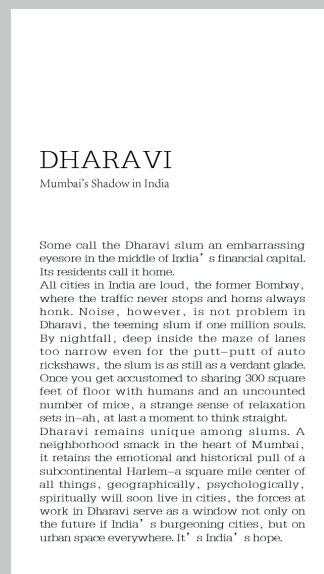 DHARAVI
Mumbai's Shadow in India
Some call the Dharavi slum an embarrassing
eyesore in the middle of India's financial capital.
Its residents call it home.
All cities in India are loud, the former Bombay,
where the traffic never stops and horns always
honk. Noise, however, is not problem in
Dharavi, the teeming slum if one million souls.
By nightfall, deep inside the maze of lanes
too narrow even for the putt-putt of auto
rickshaws, the slum is as still as a verdant glade.
Once you get accustomed to sharing 300 square
feet of floor with humans and an uncounted
number of mice, a strange sense of relaxation
sets in-ah, at last a moment to think straight.
Dharavi remains unique among slums. A
neighborhood smack in the heart of Mumbai,
it retains the emotional and historical pull of a
subcontinental Harlem-a square mile center of
all things, geographically, psychologically,
spiritually will soon live in cities, the forces at
work in Dharavi serve as a window not only on
the future if India's burgeoning cities, but on
urban space everywhere. It's India's hope.